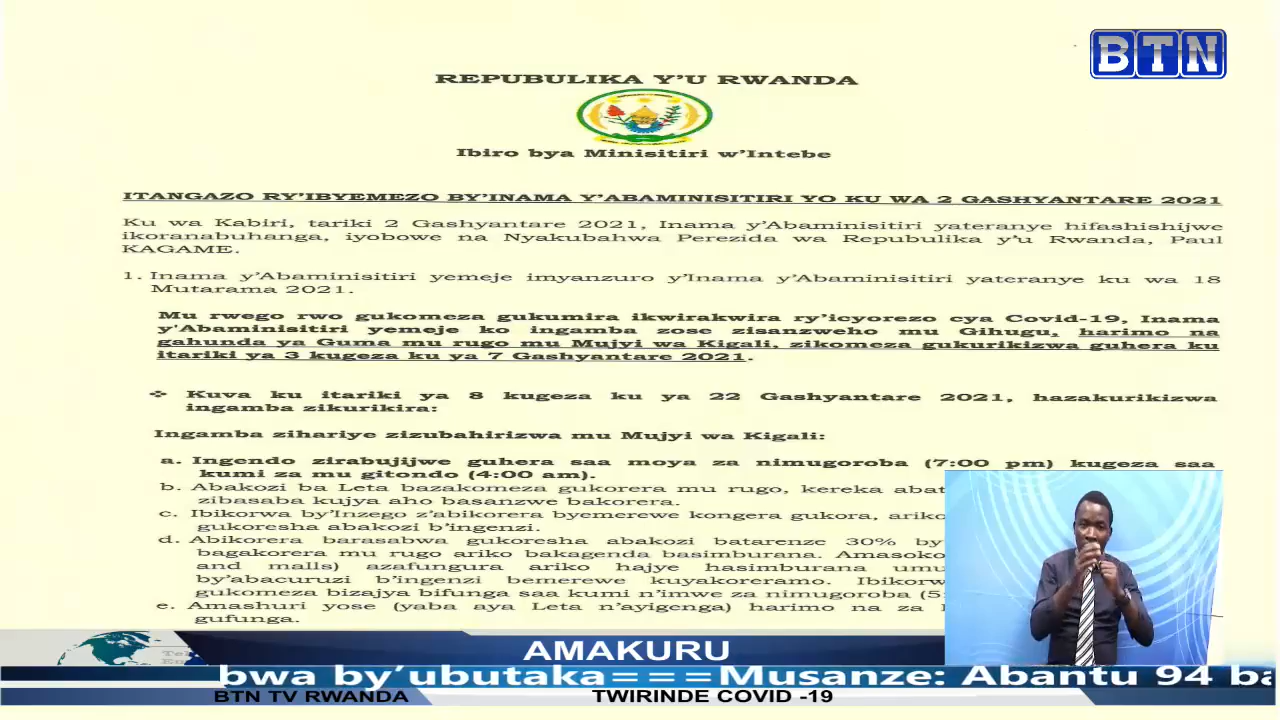 BTN
REPUBULIKA Y'U RWANDA
Ibiro bya Minisitiri w'Intebe
ITANGAZO RY'IBYEMEZO BY'INAMA Y'ABAMINISITIRI YO KU WA 2 GASHYANTARE 2021
Ku wa Kabiri, tariki 2 Gashyantare 2021, Inama y'Abaminisitiri yateranye hifashishijwe
ikoranabuhanga, iyobowe na Nyakubahwa Perezida wa Repubulika y'u Rwanda, Paul
KAGAME.
1. Inama y'Abaminisitiri yemeje imyanzuro y'Inama y'Abaminisitiri yateranye ku wa 18
Mutarama 2021.
Mu rwego rwo gukomeza gukumira ikwirakwira ry'icyorezo cya Covid-19, Inama
y'Abaminisitiri yemeje ko ingamba zose zisanzweho mu Gihugu, harimo na
gahunda ya Guma mu rugo mu Mujyi wa Kigali, zikomeza gukurikizwa guhera ku
itariki ya 3 kugeza ku ya 7 Gashyantare 2021.
❖ Kuva ku itariki ya 8 kugeza ku ya 22 Gashyantare 2021, hazakurikizwa
ingamba zikurikira:
Ingamba zihariye zizubahirizwa mu Mujyi wa Kigali:
a. Ingendo zirabujijwe guhera saa moya za nimugoroba (7:00 pm) kugeza saa
kumi za mu gitondo (4:00 am).
b. Abakozi ba Leta bazakomeza gukorera mu rugo, kereka abat
zibasaba kujya aho basanzwe bakorera.
c. Ibikorwa by'Inzego z'abikorera byemerewe kongera gukora, ariko
gukoresha abakozi b'ingenzi.
d. Abikorera barasabwa gukoresha abakozi batarenze 30% by
bagakorera mu rugo ariko bakagenda basimburana. Amasoko
and malls) azafungura ariko hajye hasimburana umu
by'abacuruzi b'ingenzi bemerewe kuyakoreramo. Ibikorw
gukomeza bizajya bifunga saa kumi n'imwe za nimugoroba (5:
e. Amashuri yose (yaba aya Leta n'ayigenga) harimo na za
gufunga.
AMAKURU
bwa by'ubutaka===Musanze: Abantu 94 ba
BTN TV RWANDA TWIRINDE COVID -19